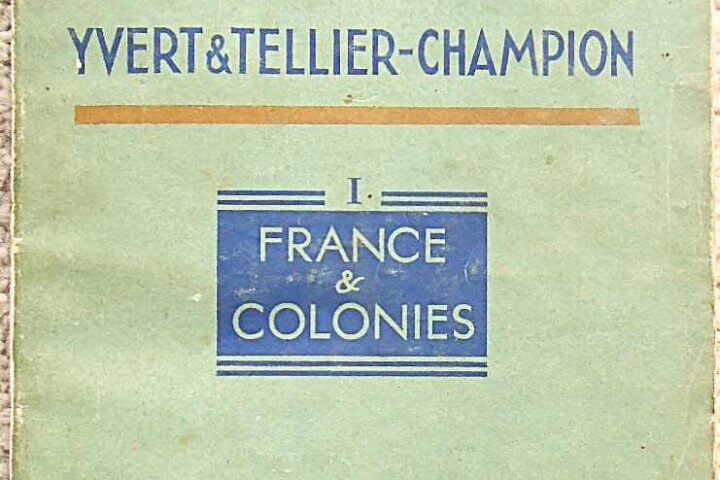 YVERT & TELLIER-CHAMPION
I.
FRANCE
&
COLONIES